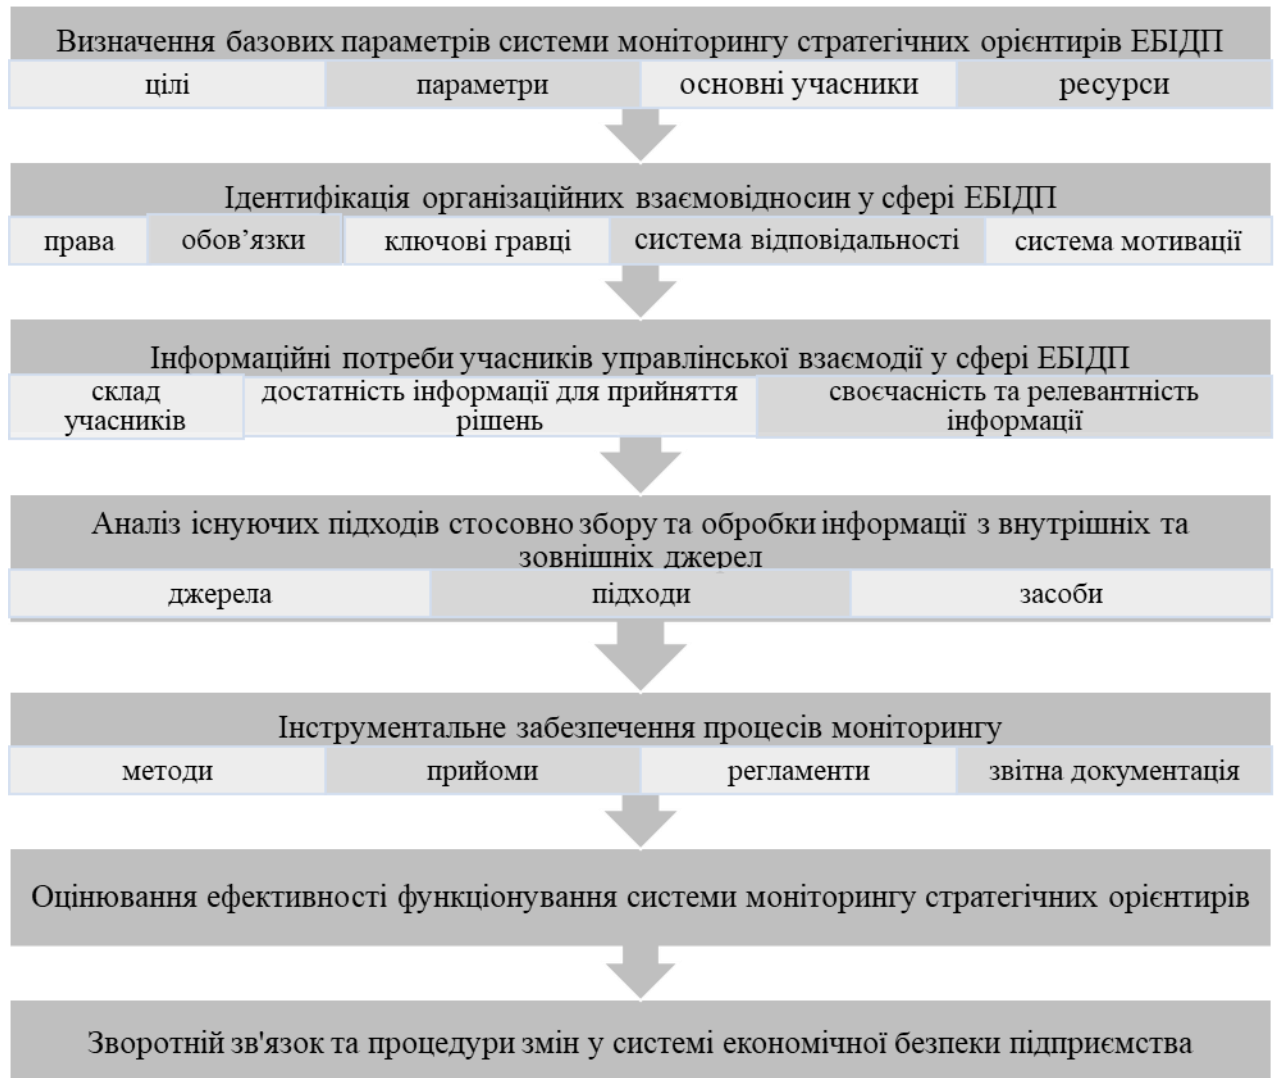 Визначення базових параметрів системи моніторингу стратегічних орієнтирів ЕБІДП
цілі параметри основні учасники ресурси
Ідентифікація організаційних взаємовідносин у сфері ЕБІДП
права обов’язки ключові гравці система відповідальності система мотивації
Інформаційні потреби учасників управлінської взаємодії у сфері ЕБІДП
склад
учасників
достатність інформації для прийняття
рішень
своєчасність та релевантність
інформації
Аналіз існуючих підходів стосовно збору та обробки інформації з внутрішніх та
зовнішніх джерел
джерела підходи засоби
Інструментальне забезпечення процесів моніторингу
методи прийоми регламенти звітна документація
Оцінювання ефективності функціонування системи моніторингу стратегічних орієнтирів
Зворотній зв'язок та процедури змін у системі економічної безпеки підприємства